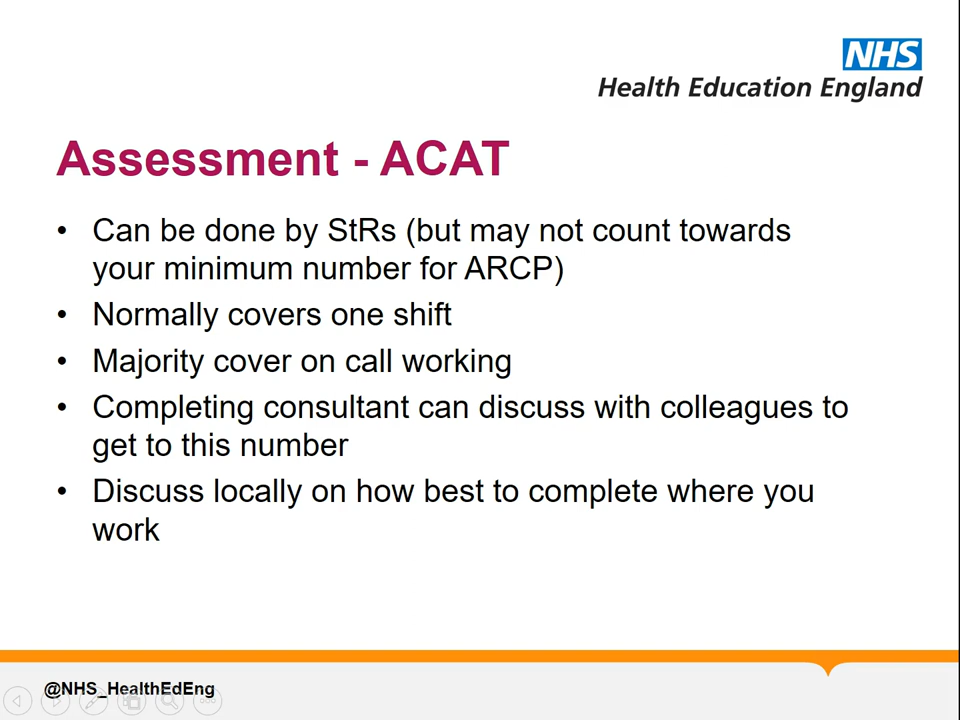 NHS
Health Education England
Assessment - ACAT
• Can be done by StRs (but may not count towards
your minimum number for ARCP)
• Normally covers one shift
• Majority cover on call working
• Completing consultant can discuss with colleagues to
get to this number
• Discuss locally on how best to complete where you
work
@NHS_HealthEdEng